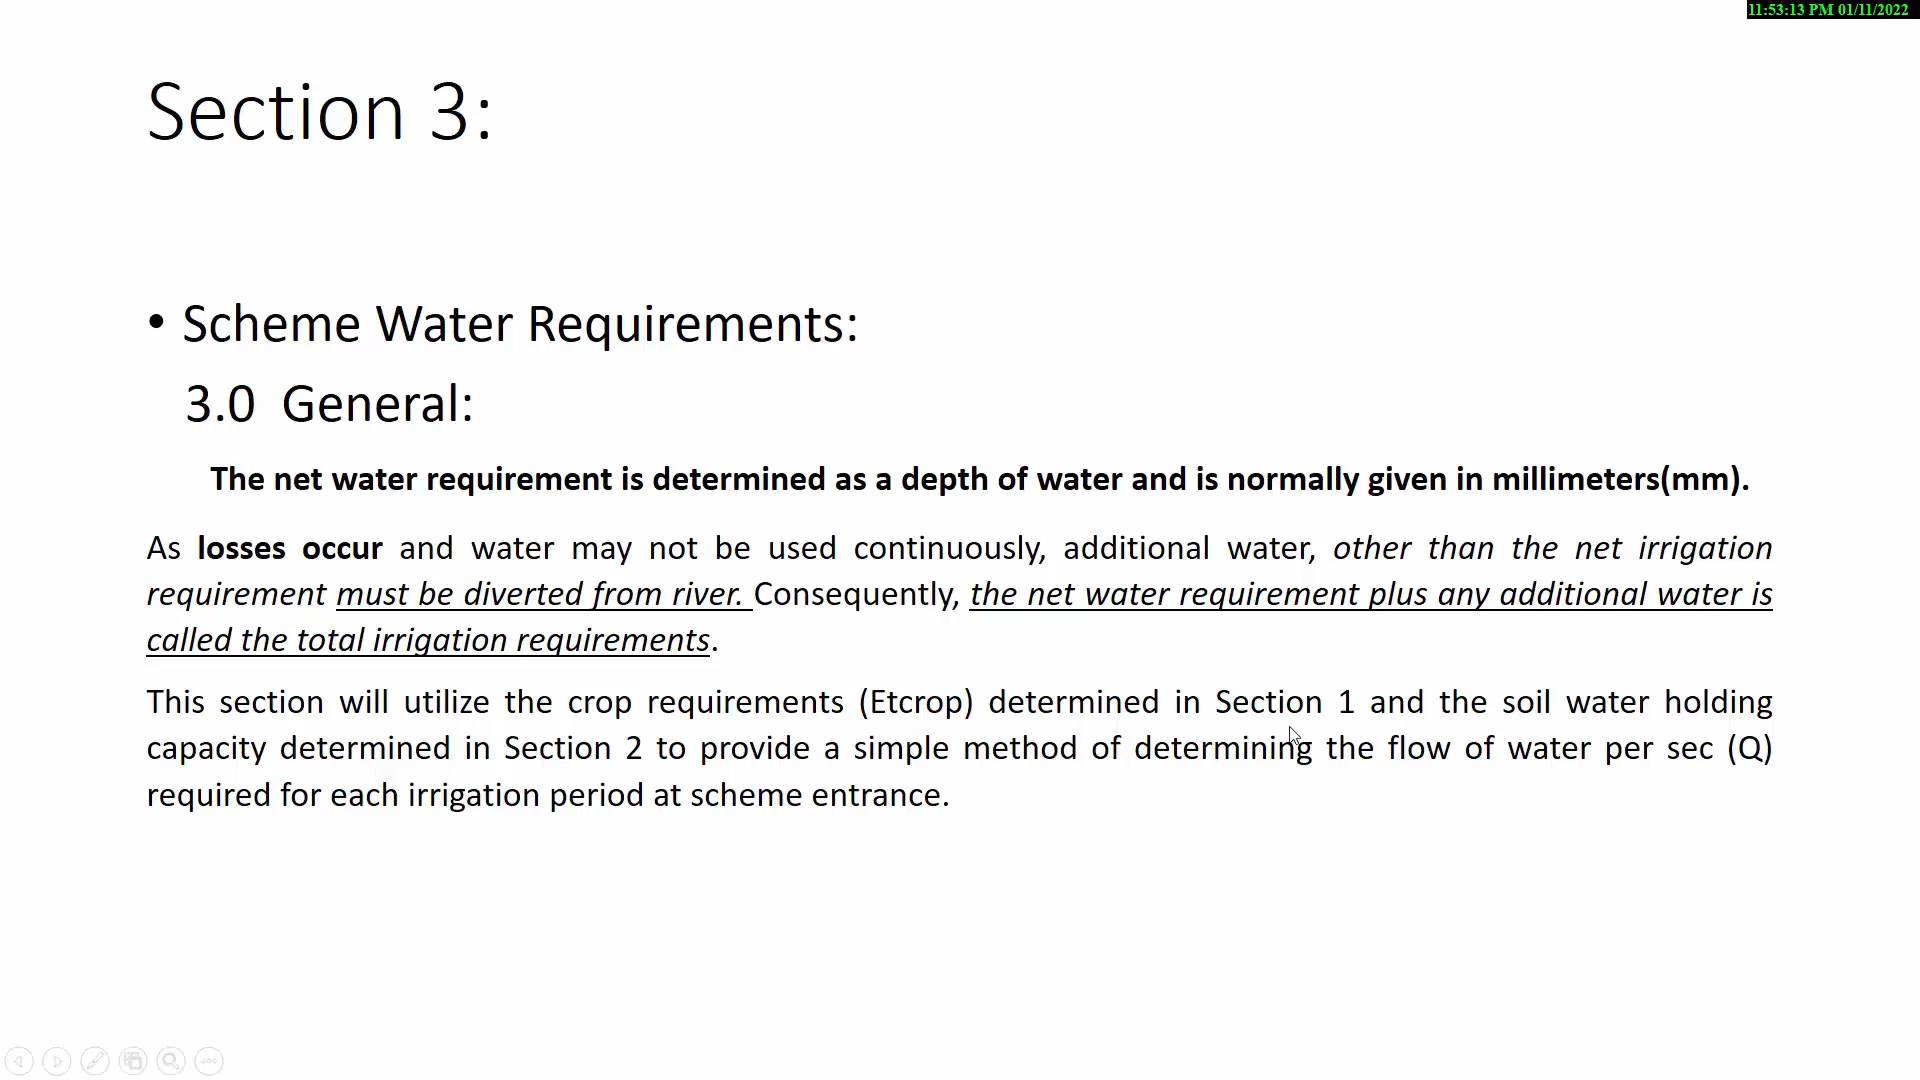 11:53:13 PM 01/11/2022
Section 3:
• Scheme Water Requirements:
3.0 General:
The net water requirement is determined as a depth of water and is normally given in millimeters(mm).
As losses occur and water may not be used continuously, additional water, other than the net irrigation
requirement must be diverted from river. Consequently, the net water requirement plus any additional water is
called the total irrigation requirements.
This section will utilize the crop requirements (Etcrop) determined in Section 1 and the soil water holding
capacity determined in Section 2 to provide a simple method of determining the flow of water per sec (Q)
required for each irrigation period at scheme entrance.